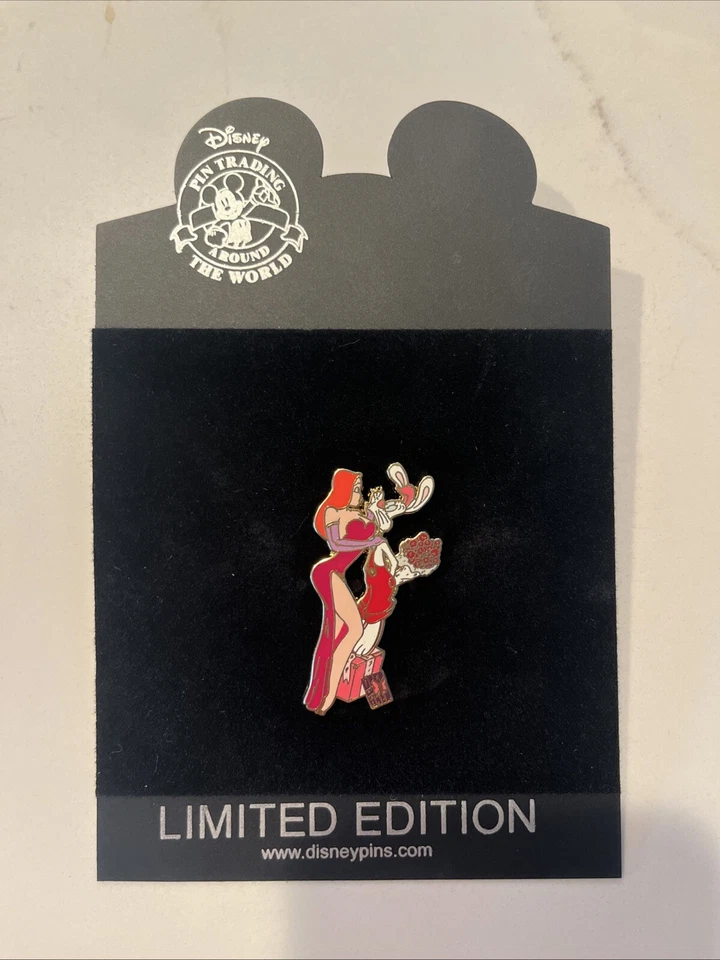 Disney
PIN TRADING
AROUND
THE WORLD
LIMITED EDITION
www.disneypins.com